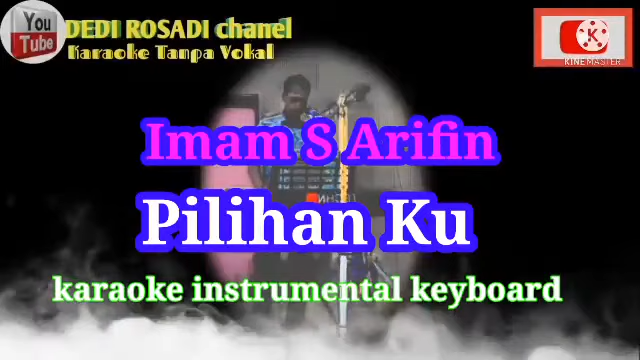 You
Tube
DEDI ROSADI chanel
Karaoke Tanpa Vokal
KINEMASTER
Imam S Arifin
Pilihan Ku
karaoke instrumental keyboard